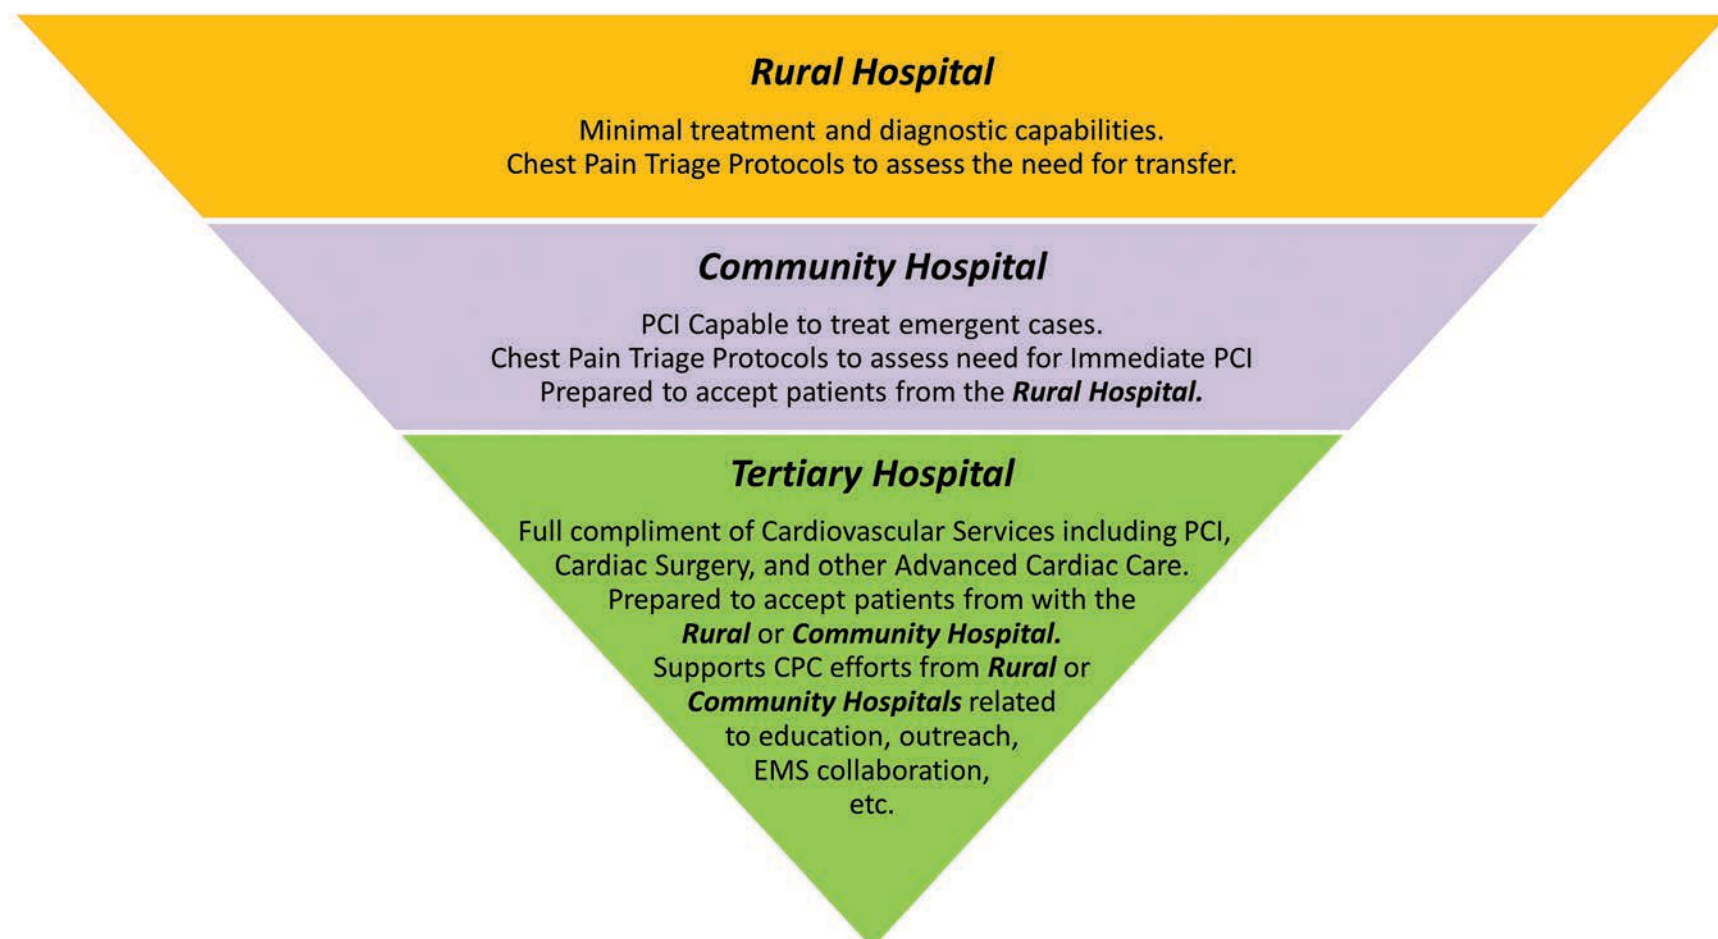 Rural Hospital
Minimal treatment and diagnostic capabilities.
Chest Pain Triage Protocols to assess the need for transfer.
Community Hospital
PCI Capable to treat emergent cases.
Chest Pain Triage Protocols to assess need for Immediate PCI
Prepared to accept patients from the Rural Hospital.
Tertiary Hospital
Full compliment of Cardiovascular Services including PCI,
Cardiac Surgery, and other Advanced Cardiac Care.
Prepared to accept patients from with the
Rural or Community Hospital.
Supports CPC efforts from Rural or
Community Hospitals related
to education, outreach,
EMS collaboration,
etc.